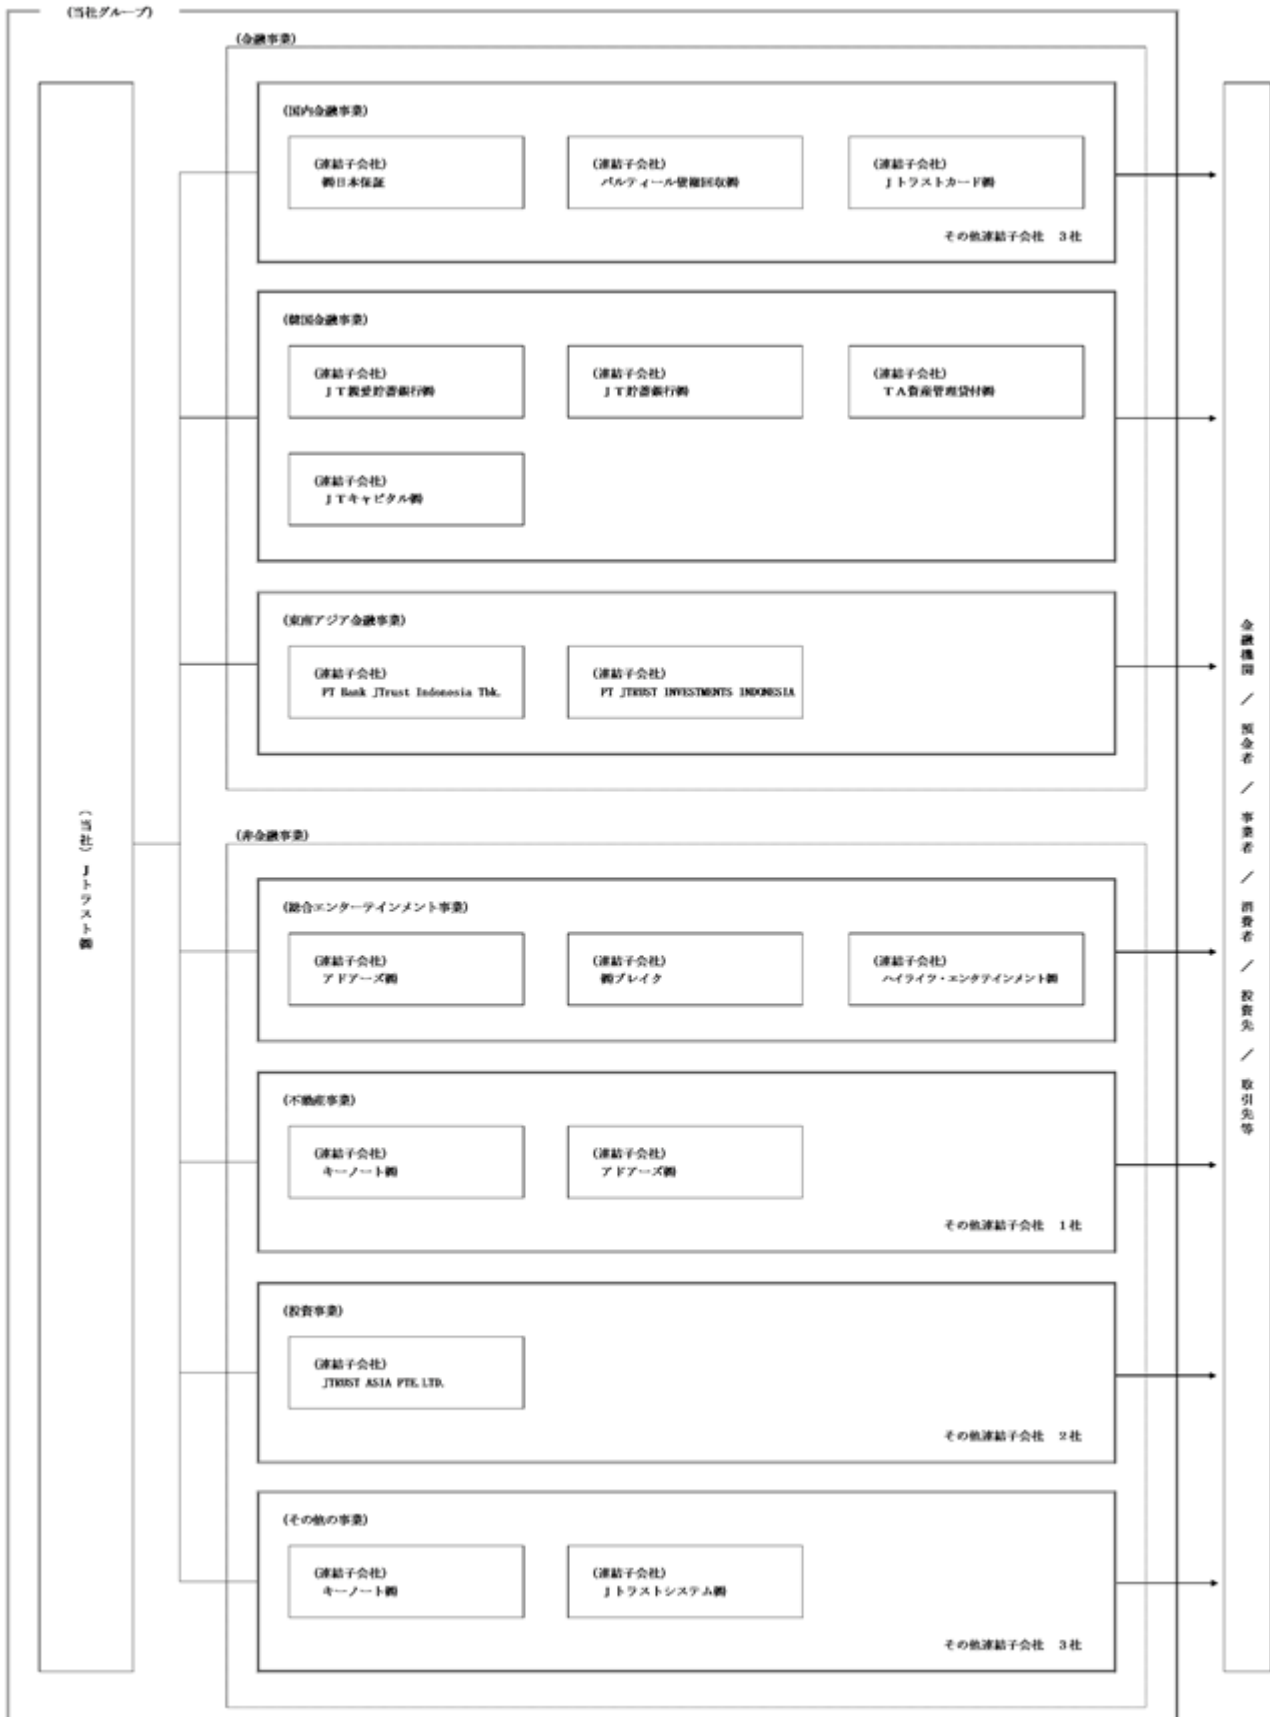 (当社グループ)
(金融事業)
(国内金融事業)
(連結子会社)
㈱日本保証
(連結子会社)
パルティール債権回収㈱
(連結子会社)
Jトラストカード㈱
その他連結子会社 3社
(韓国金融事業)
(連結子会社)
JT親愛貯蓄銀行㈱
(連結子会社)
JT貯蓄銀行㈱
(連結子会社)
TA資産管理貸付㈱
(連結子会社)
JTキャピタル㈱
(東南アジア金融事業)
(連結子会社)
PT Bank JTrust Indonesia Tbk.
(連結子会社)
PT JTRUST INVESTMENTS INDONESIA
(当社)Jトラスト㈱
(非金融事業)
(総合エンターテインメント事業)
(連結子会社)
アドアーズ㈱
(連結子会社)
㈱ブレイク
(連結子会社)
ハイライツ・エンタテインメント㈱
(不動産事業)
(連結子会社)
キーノート㈱
(連結子会社)
アドアーズ㈱
その他連結子会社 1社
(投資事業)
(連結子会社)
JTRUST ASIA PTE.LTD.
その他連結子会社 2社
(その他の事業)
(連結子会社)
キーノート㈱
(連結子会社)
Jトラストシステム㈱
その他連結子会社 3社
金融機関 / 預金者 / 事業者 / 消費者 / 投資先 / 取引先等